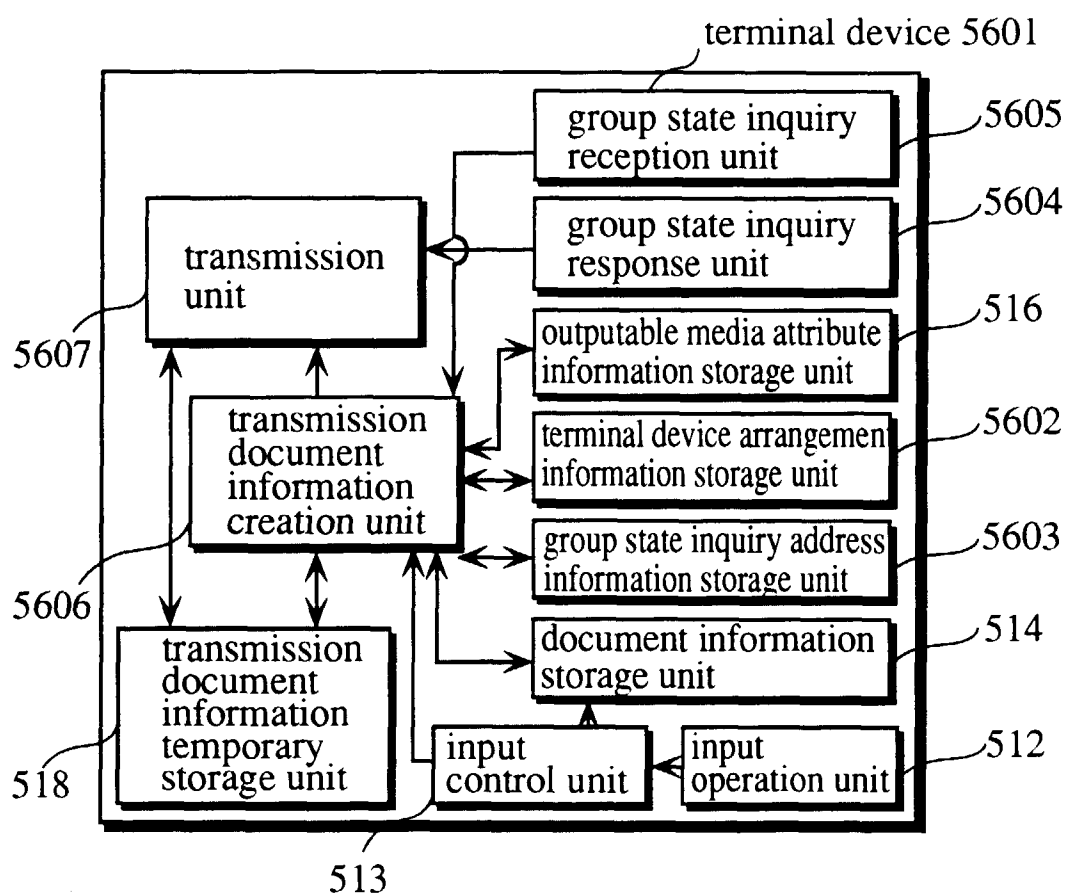 terminal device 5601
group state inquiry
reception unit
5605
group state inquiry
response unit
5604
transmission
unit
5607
outputable media attribute
information storage unit
516
transmission
document
information
creation unit
5606
terminal device arrangemen
information storage unit
5602
group state inquiry address
information storage unit
5603
document information
storage unit
514
transmission
document
information
temporary
storage unit
518
input
control unit
513
input
operation unit
512